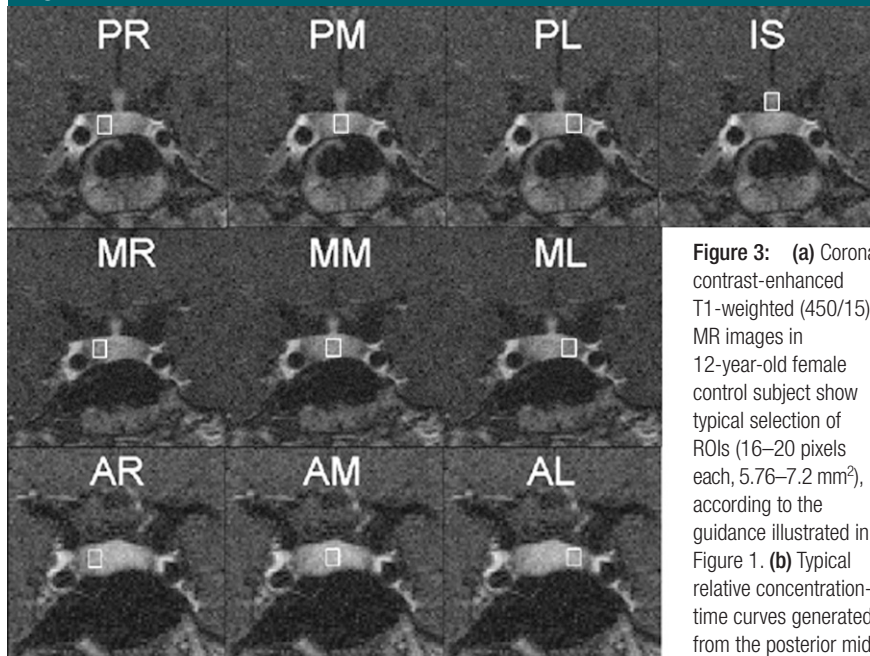 PR PM PL IS
MR MM ML
AR AM AL
Figure 3: (a)
contrast-enhanced
T1-weighted (450/15)
MR images in
12-year-old female
control subject show
typical selection of
ROIs (16–20 pixels
each, 5.76–7.2 mm²),
according to the
guidance illustrated in
Figure 1. (b) Typical
relative concentration-
time curves generated
from the posterior mid